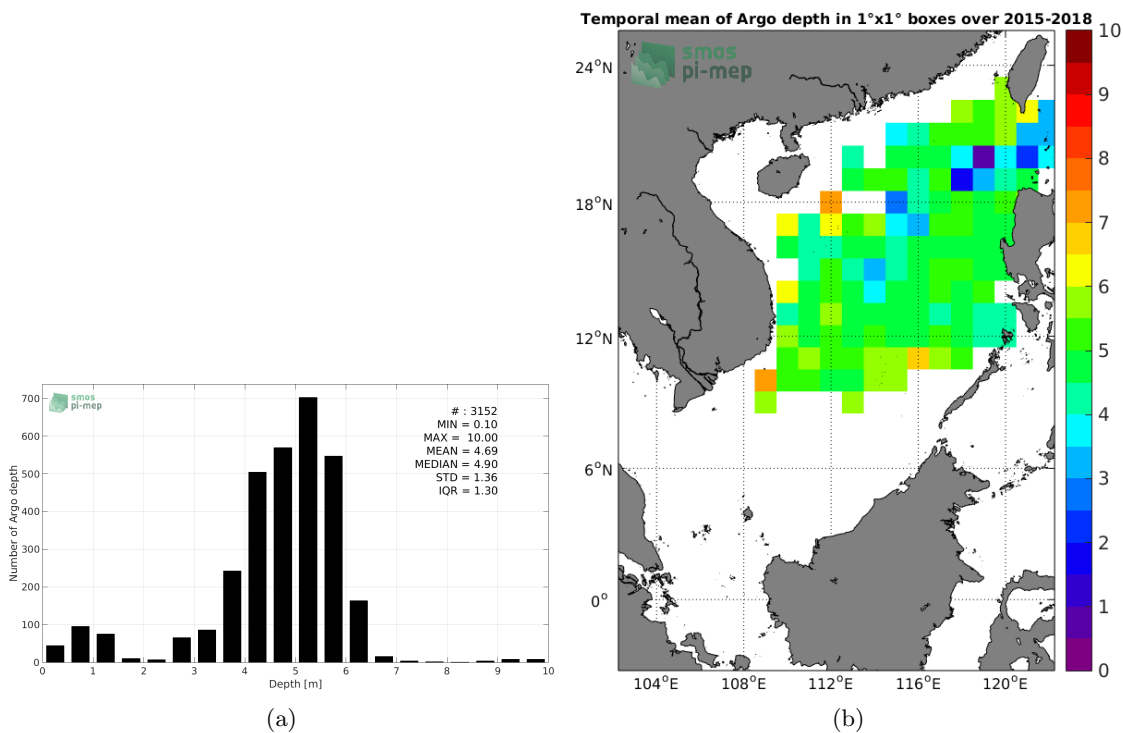 smos
pi-mep
# : 3152
MIN = 0.10
MAX = 10.00
MEAN = 4.69
MEDIAN = 4.90
STD = 1.36
IQR = 1.30
Number of Argo depth
700
600
500
400
300
200
100
0
0 1 2 3 4 5 6 7 8 9 10
Depth [m]
(a)
Temporal mean of Argo depth in 1°x1° boxes over 2015-2018
smos
pi-mep
24°N
18°N
12°N
6°N
0°
104°E 108°E 112°E 116°E 120°E
10
9
8
7
6
5
4
3
2
1
0
(b)